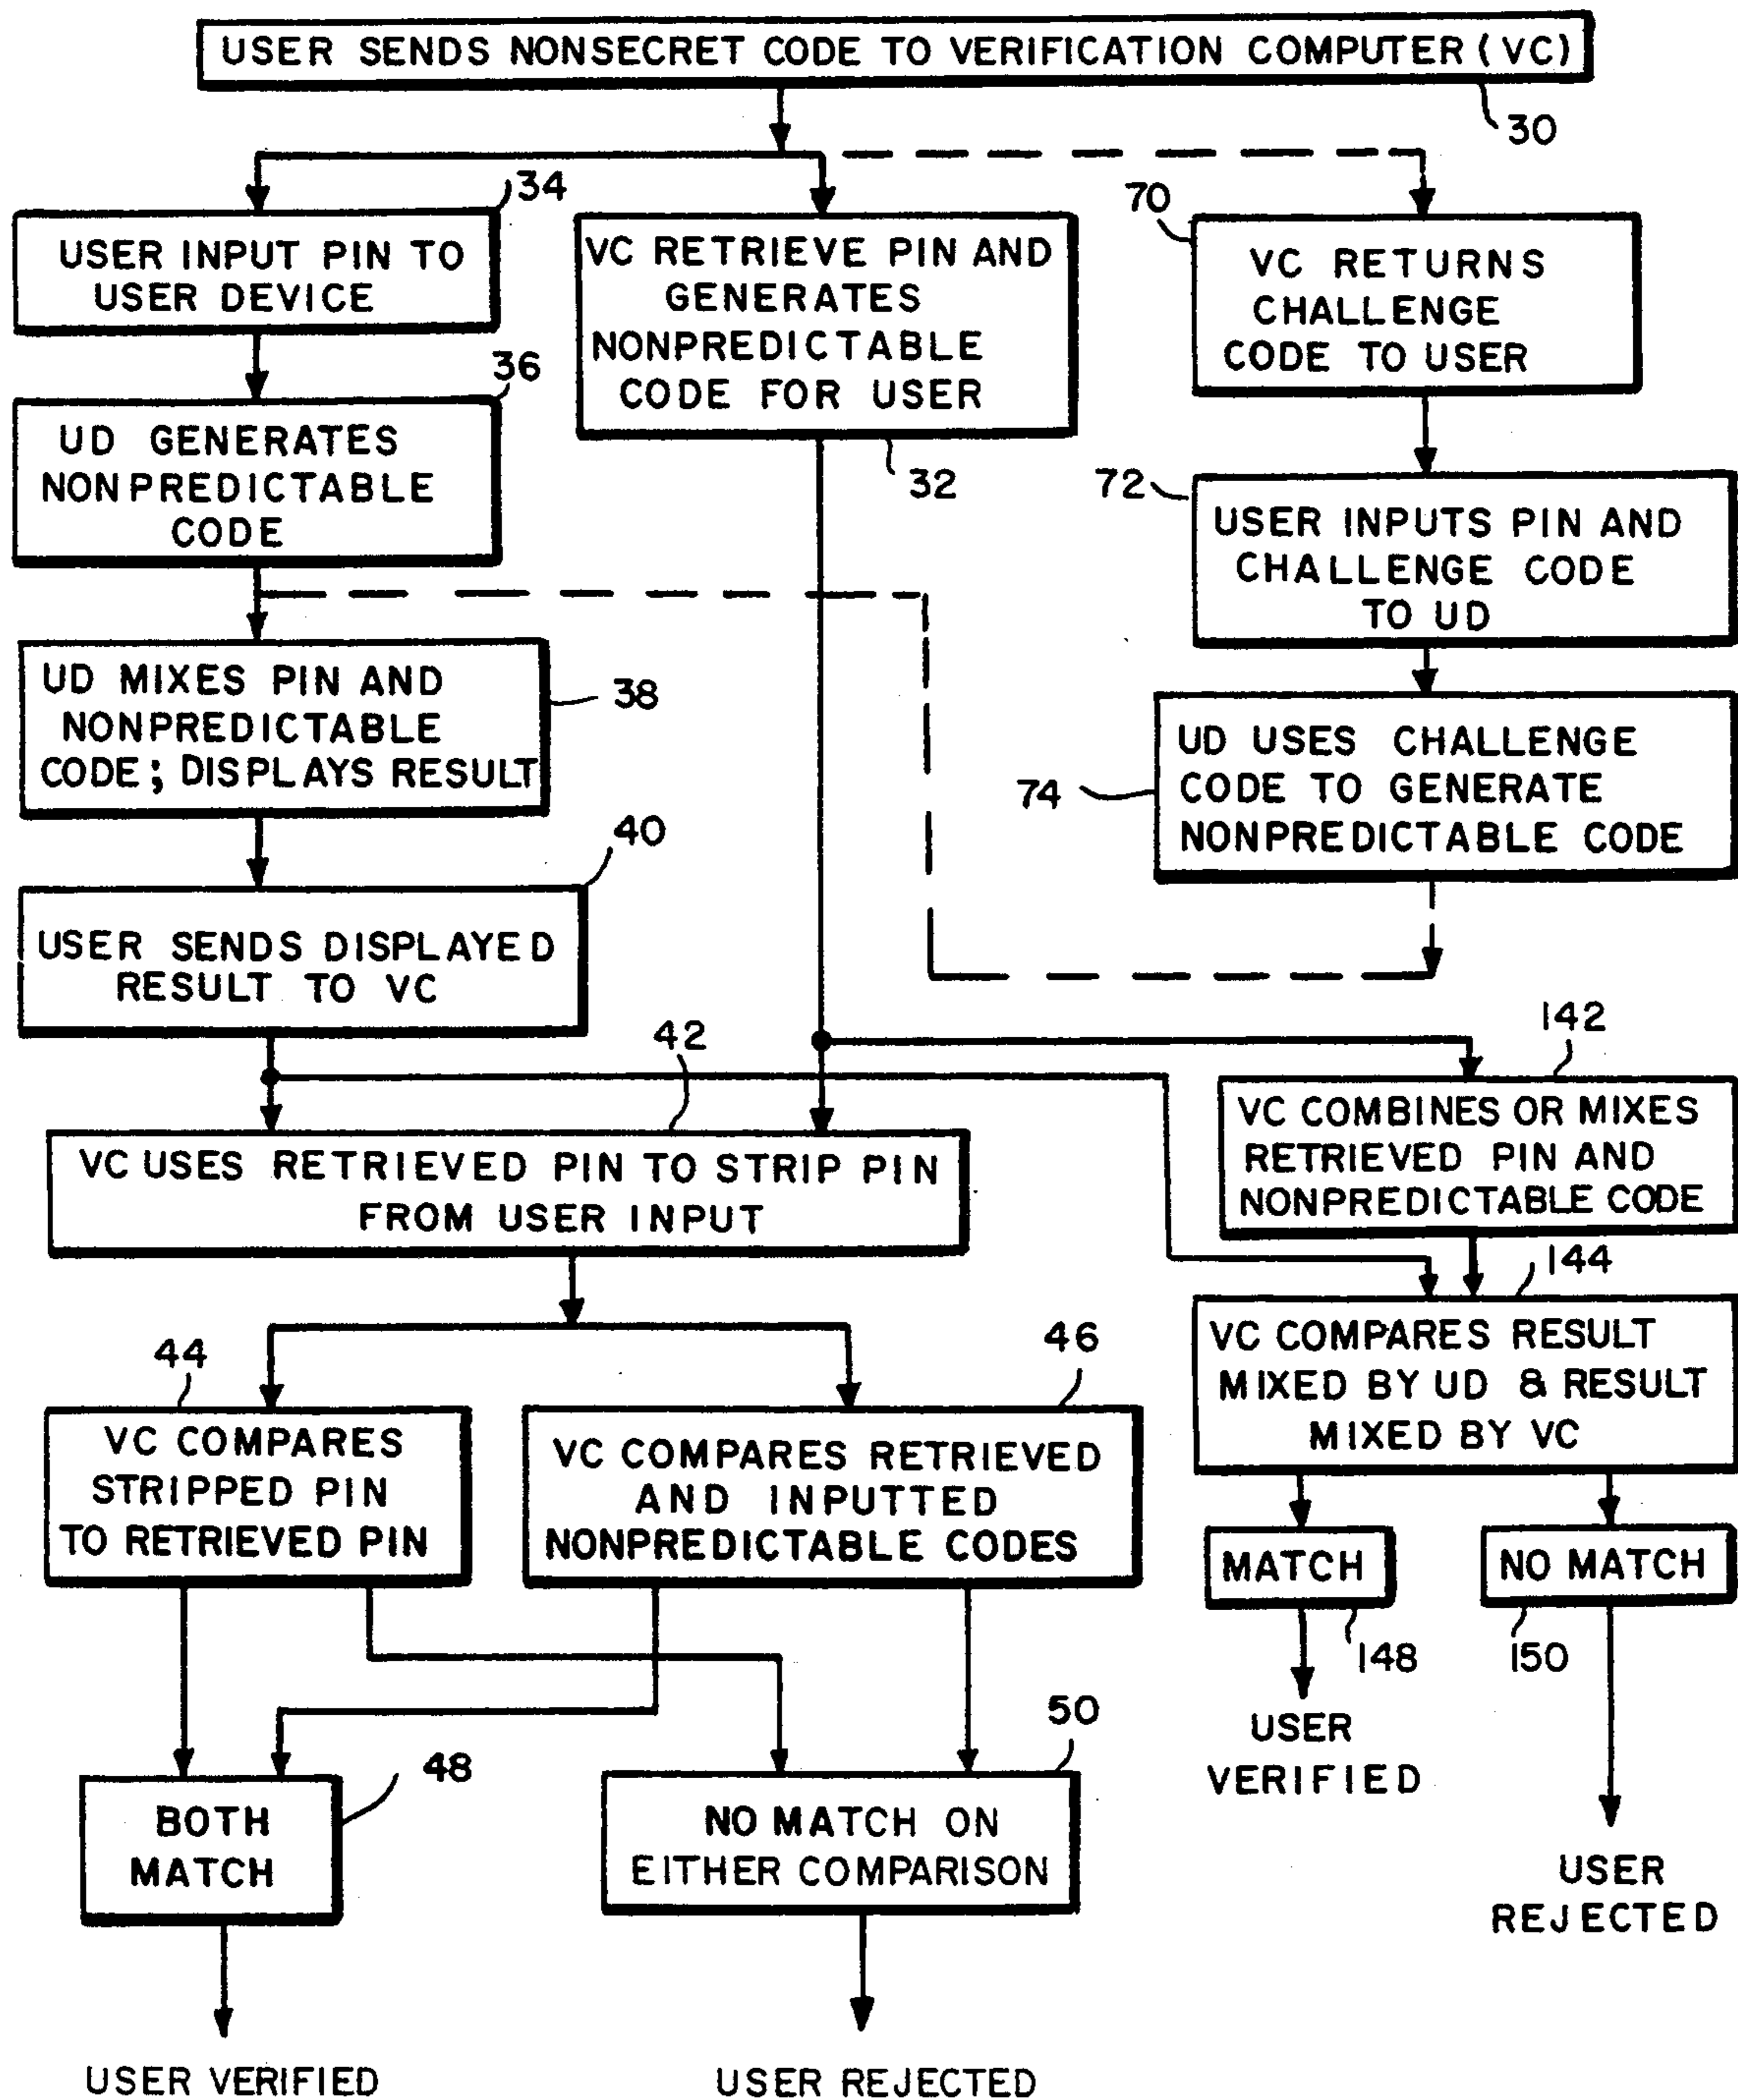 USER SENDS NONSECRET CODE TO VERIFICATION COMPUTER (VC)
30
34
USER INPUT PIN TO
USER DEVICE
VC RETRIEVE PIN AND
GENERATES
NONPREDICTABLE
CODE FOR USER
32
70
VC RETURNS
CHALLENGE
CODE TO USER
36
UD GENERATES
NONPREDICTABLE
CODE
72
USER INPUTS PIN AND
CHALLENGE CODE
TO UD
UD MIXES PIN AND
NONPREDICTABLE
CODE; DISPLAYS RESULT
38
74
UD USES CHALLENGE
CODE TO GENERATE
NONPREDICTABLE CODE
40
USER SENDS DISPLAYED
RESULT TO VC
42
VC USES RETRIEVED PIN TO STRIP PIN
FROM USER INPUT
142
VC COMBINES OR MIXES
RETRIEVED PIN AND
NONPREDICTABLE CODE
144
VC COMPARES RESULT
MIXED BY UD & RESULT
MIXED BY VC
44
VC COMPARES
STRIPPED PIN
TO RETRIEVED PIN
46
VC COMPARES RETRIEVED
AND INPUTTED
NONPREDICTABLE CODES
MATCH
148
USER
VERIFIED
NO MATCH
150
USER
REJECTED
48
BOTH
MATCH
50
NO MATCH ON
EITHER COMPARISON
USER VERIFIED
USER REJECTED